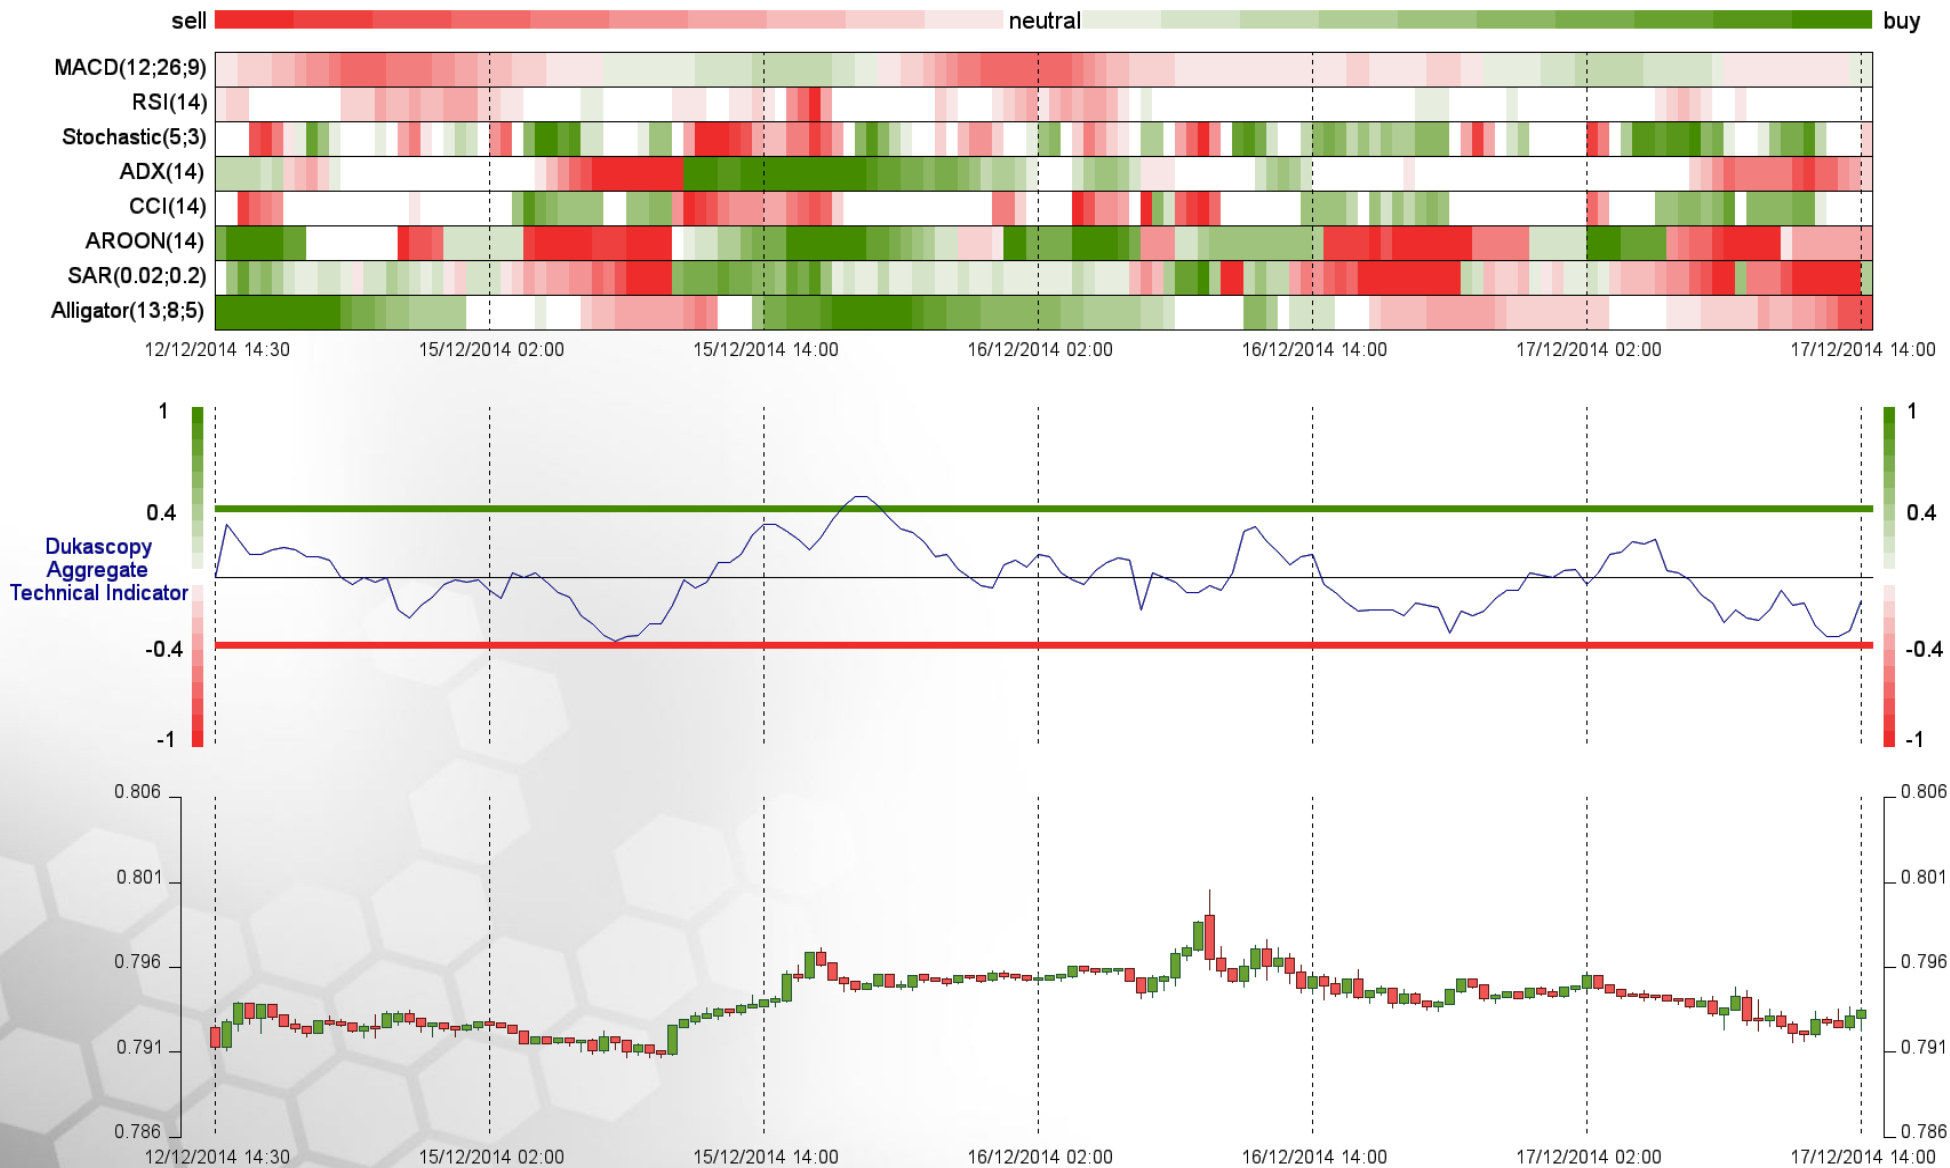 sell neutral buy
MACD(12;26;9)
RSI(14)
Stochastic(5;3)
ADX(14)
CCI(14)
AROON(14)
SAR(0.02;0.2)
Alligator(13;8;5)
12/12/2014 14:30 15/12/2014 02:00 15/12/2014 14:00 16/12/2014 02:00 16/12/2014 14:00 17/12/2014 02:00 17/12/2014 14:00
1 1
0.4 0.4
Dukascopy
Aggregate
Technical Indicator
-0.4 -0.4
-1 -1
0.806 0.806
0.801 0.801
0.796 0.796
0.791 0.791
0.786 0.786
12/12/2014 14:30 15/12/2014 02:00 15/12/2014 14:00 16/12/2014 02:00 16/12/2014 14:00 17/12/2014 02:00 17/12/2014 14:00